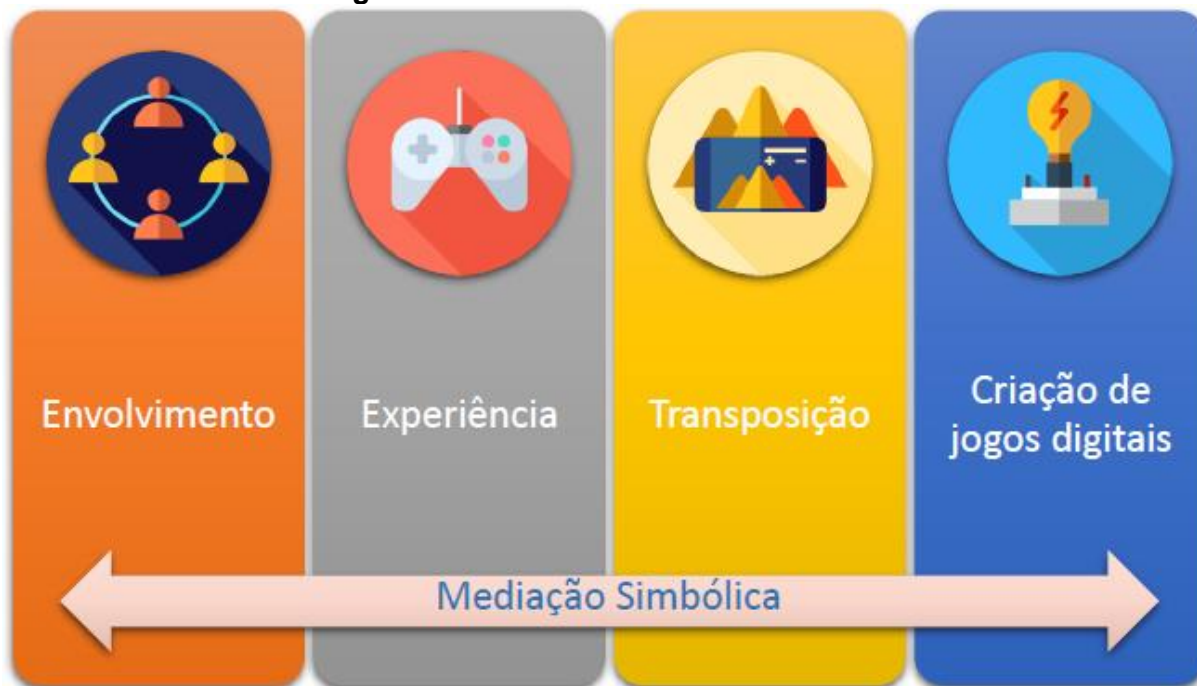 Envolvimento
Experiência
Transposição
Criação de
jogos digitais
Mediação Simbólica